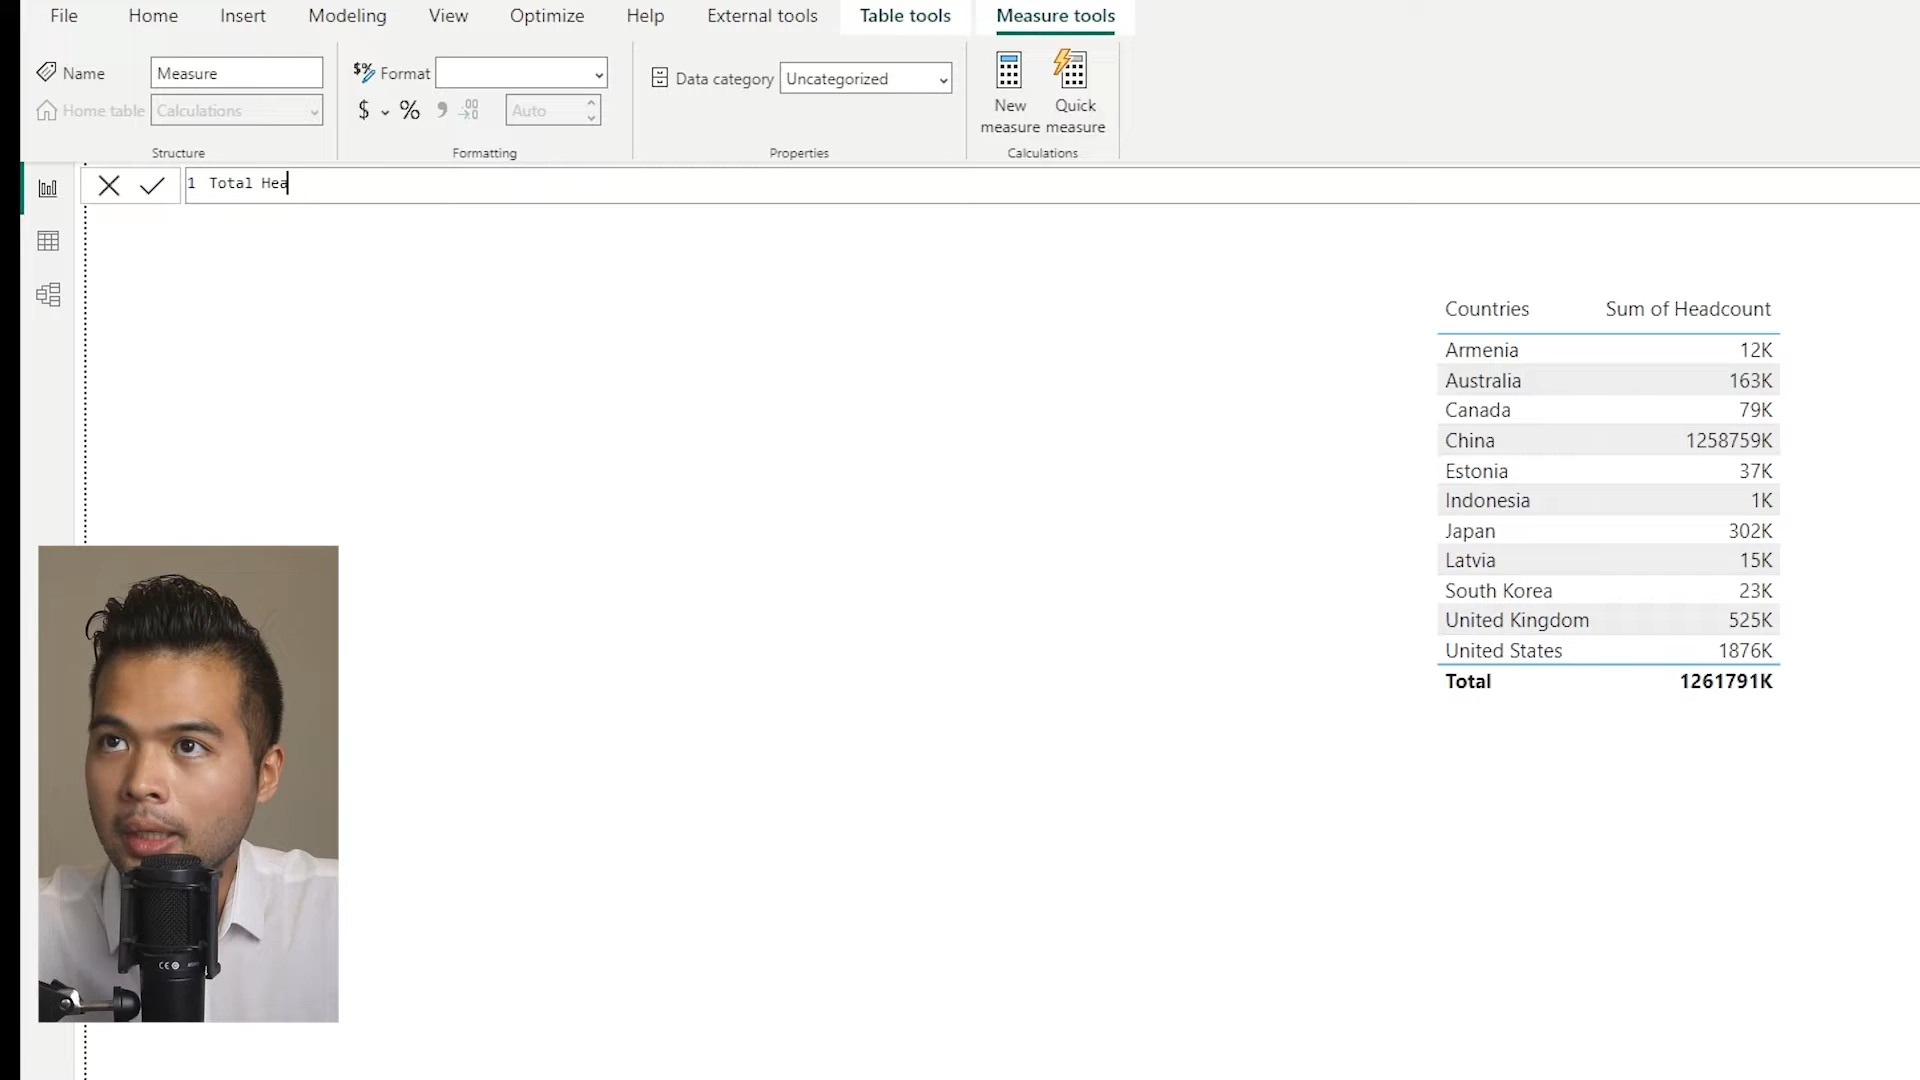 File Home Insert Modeling View Optimize Help External tools Table tools Measure tools
Name Measure
Home table Calculations
Structure
Format
$ % Auto
Formatting
Data category Uncategorized
Properties
New measure
Quick measure
Calculations
1 Total Hea
Countries Sum of Headcount
Armenia 12K
Australia 163K
Canada 79K
China 1258759K
Estonia 37K
Indonesia 1K
Japan 302K
Latvia 15K
South Korea 23K
United Kingdom 525K
United States 1876K
Total 1261791K